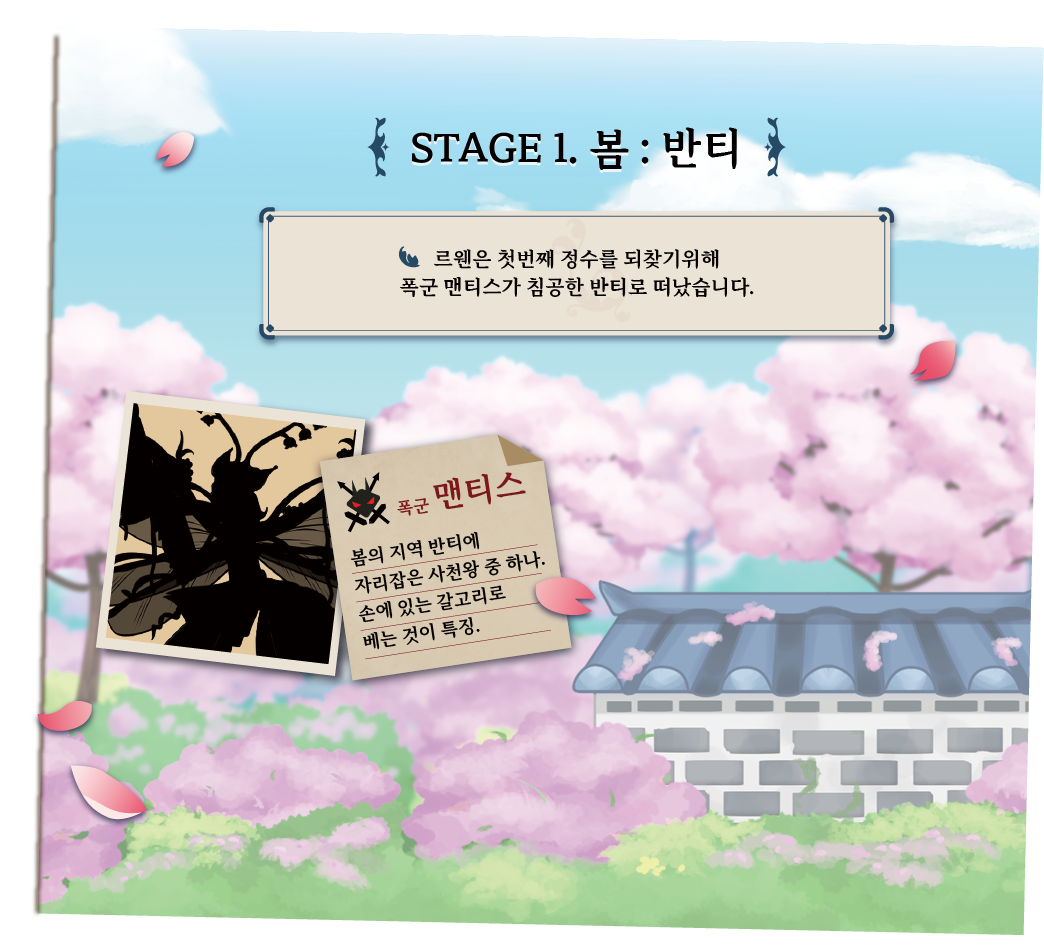 STAGE 1. 봄 : 반티
르웬은 첫번째 정수를 되찾기위해
폭군 맨티스가 침공한 반티로 떠났습니다.
폭군 맨티스
봄의 지역 반티에
자리잡은 사천왕 중 하나.
손에 있는 갈고리로
베는 것이 특징.